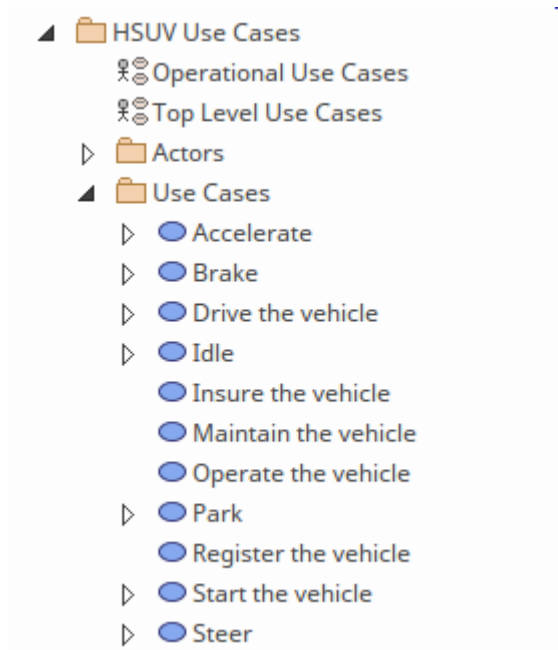 HSUV Use Cases
Operational Use Cases
Top Level Use Cases
Actors
Use Cases
Accelerate
Brake
Drive the vehicle
Idle
Insure the vehicle
Maintain the vehicle
Operate the vehicle
Park
Register the vehicle
Start the vehicle
Steer